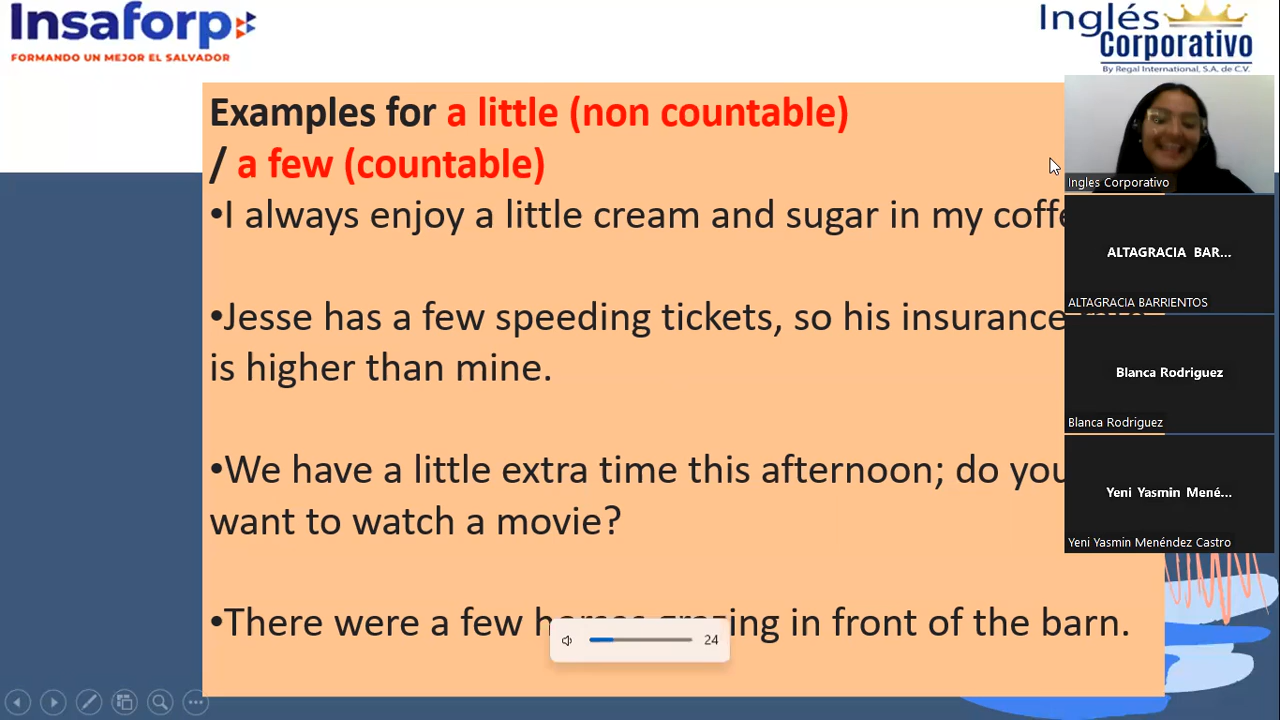 Insaforp
FORMANDO UN MEJOR EL SALVADOR
Inglés
Corporativo
By Regal International, S.A. de C.V.
Examples for a little (non countable)
/ a few (countable)
•I always enjoy a little cream and sugar in my
•Jesse has a few speeding tickets, so his insurance
is higher than mine.
•We have a little extra time this afternoon; do you
want to watch a movie?
•There were a few in front of the barn.
24
Ingles Corporativo
ALTAGRACIA BAR...
ALTAGRACIA BARRIENTOS
Blanca Rodriguez
Blanca Rodriguez
Yeni Yasmin Mené...
Yeni Yasmin Menéndez Castro